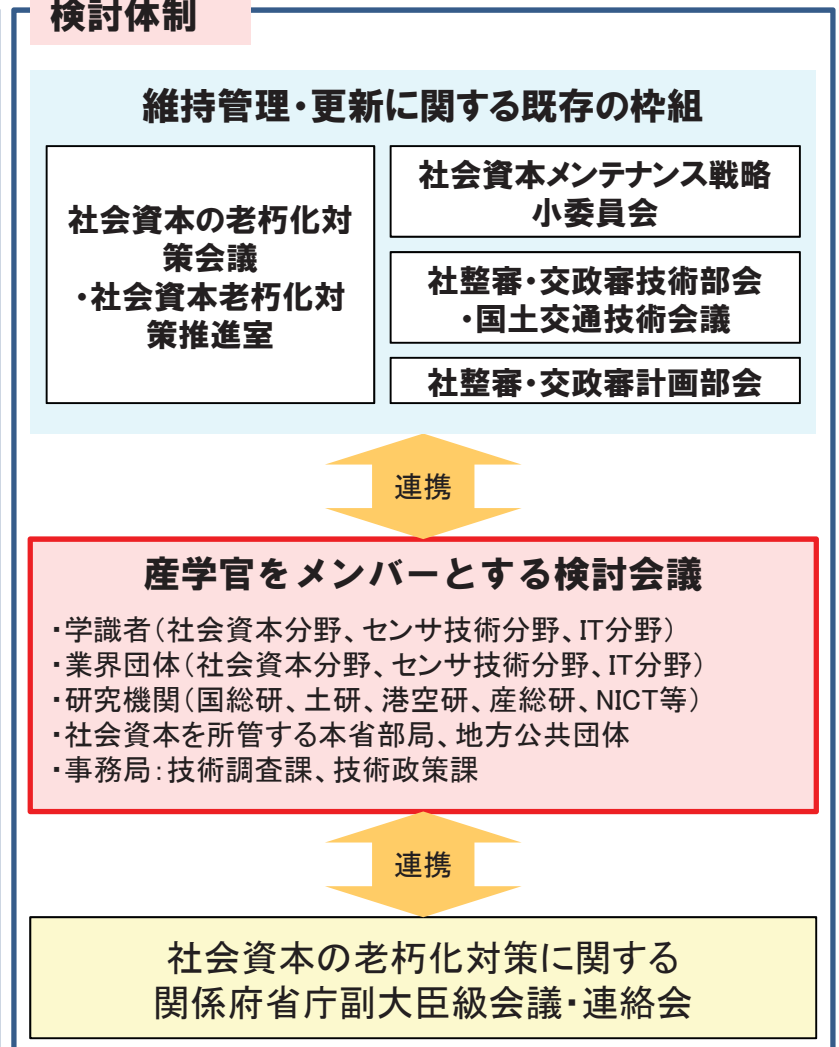 検討体制
維持管理・更新に関する既存の枠組
社会資本の老朽化対
策会議
・社会資本老朽化対
策推進室
社会資本メンテナンス戦略
小委員会
社整審・交政審技術部会
・国土交通技術会議
社整審・交政審計画部会
連携
産学官をメンバーとする検討会議
・学識者（社会資本分野、センサ技術分野、IT分野）
・業界団体（社会資本分野、センサ技術分野、IT分野）
・研究機関（国総研、土研、港空研、産総研、NICT等）
・社会資本を所管する本省部局、地方公共団体
・事務局：技術調査課、技術政策課
連携
社会資本の老朽化対策に関する
関係府省庁副大臣級会議・連絡会